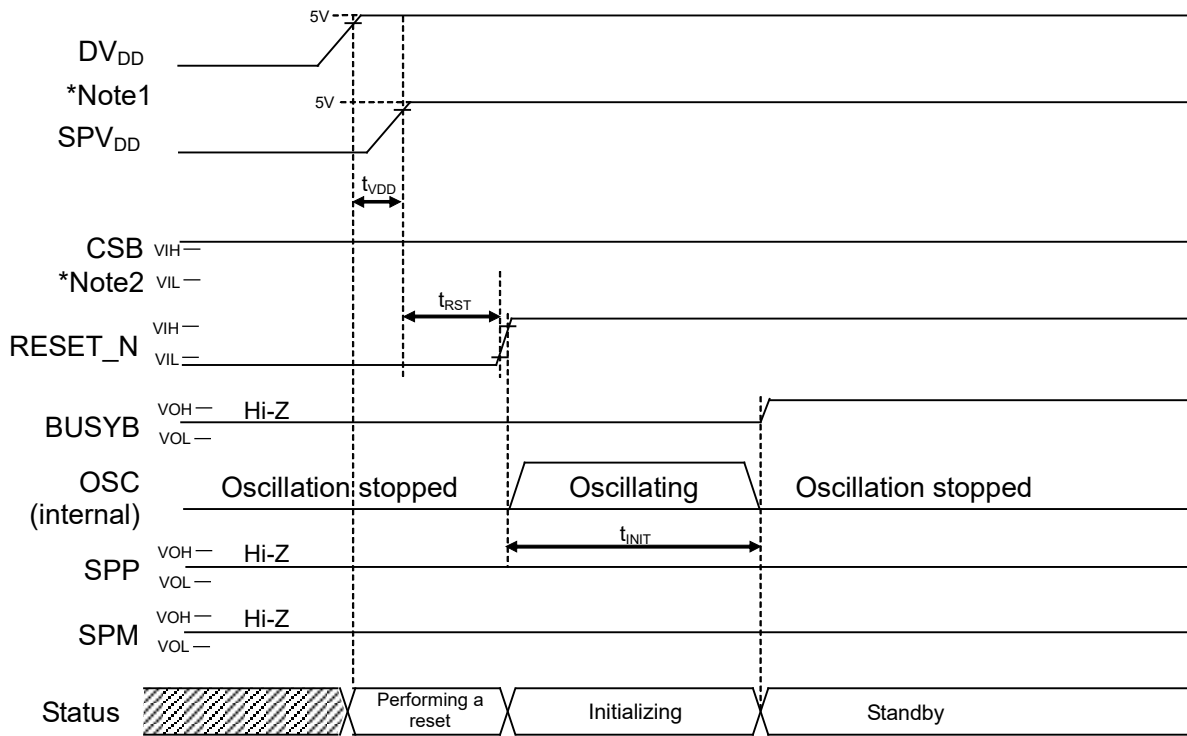 5V
DVDD
*Note1
5V
SPVDD
tVDD
CSB VIH
*Note2 VIL
tRST
VIH
RESET_N
VIL
VOH Hi-Z
BUSYB
VOL
OSC
(internal)
Oscillation stopped Oscillating Oscillation stopped
tINIT
VOH Hi-Z
SPP
VOL
VOH Hi-Z
SPM
VOL
Status
Performing a
reset
Initializing
Standby